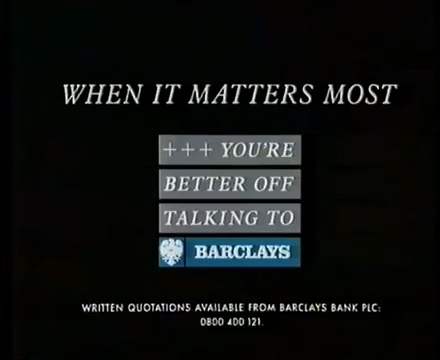 WHEN IT MATTERS MOST
+++ YOU'RE
BETTER OFF
TALKING TO
BARCLAYS
WRITTEN QUOTATIONS AVAILABLE FROM BARCLAYS BANK PLC:
0800 400 121.